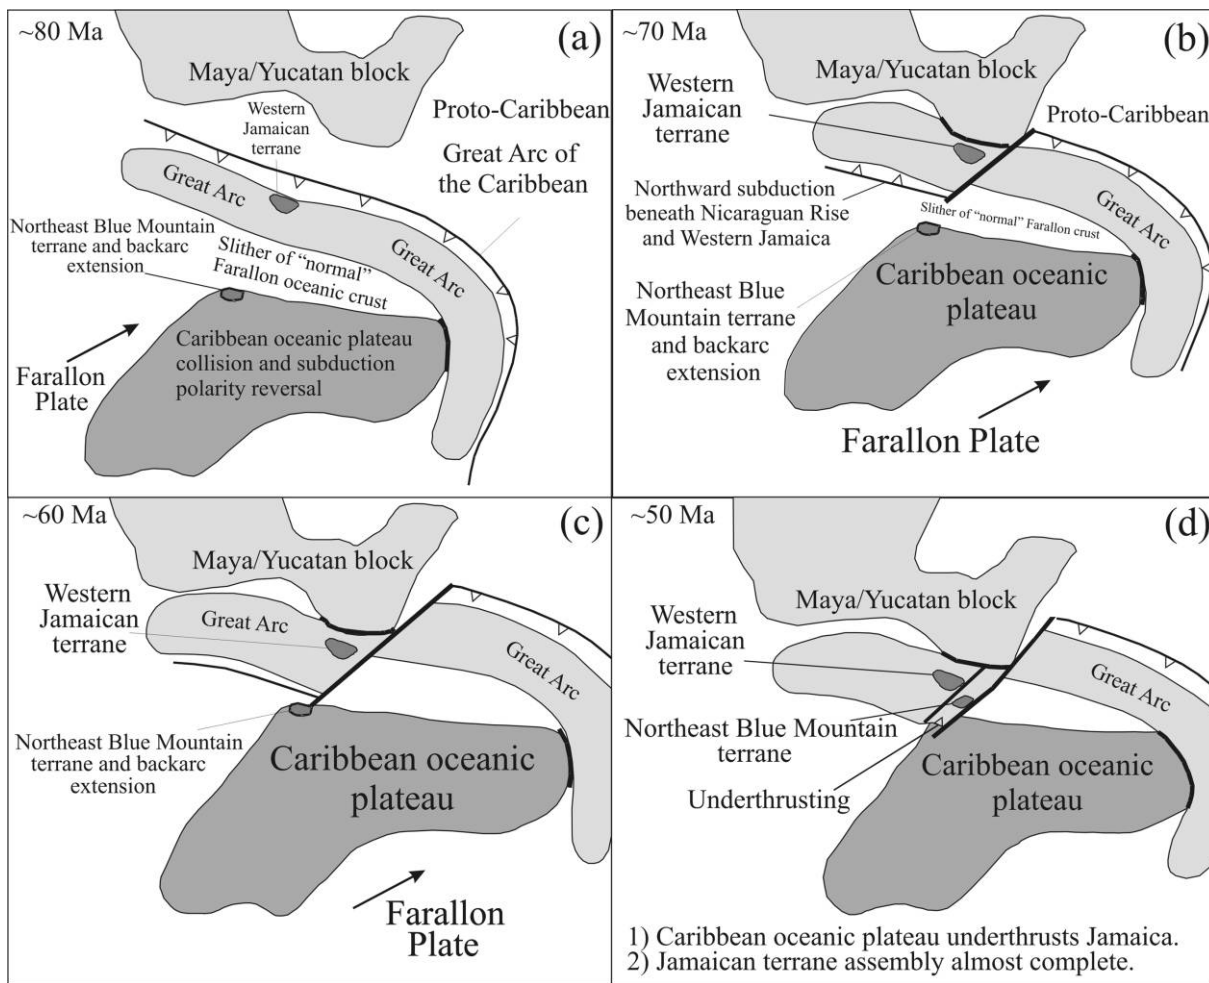 ~80 Ma
(a)
Maya/Yucatan block
Western
Jamaican
terrane
Proto-Caribbean
Great Arc of
the Caribbean
Great Arc
Northeast Blue Mountain
terrane and backarc
extension
Slither of “normal”
Farallon oceanic crust
Great Arc
Caribbean oceanic plateau
collision and subduction
polarity reversal
Farallon
Plate
~70 Ma
(b)
Maya/Yucatan block
Western
Jamaican
terrane
Proto-Caribbean
Northward subduction
beneath Nicaraguan Rise
and Western Jamaica
Slither of “normal” Farallon crust
Great Arc
Caribbean oceanic
plateau
Northeast Blue
Mountain terrane
and backarc
extension
Farallon Plate
~60 Ma
(c)
Maya/Yucatan block
Western
Jamaican
terrane
Great Arc
Great Arc
Northeast Blue Mountain
terrane and backarc
extension
Caribbean oceanic
plateau
Farallon
Plate
~50 Ma
(d)
Maya/Yucatan block
Western
Jamaican
terrane
Great Arc
Northeast Blue Mountain
terrane
Underthrusting
Caribbean oceanic
plateau
1) Caribbean oceanic plateau underthrusts Jamaica.
2) Jamaican terrane assembly almost complete.